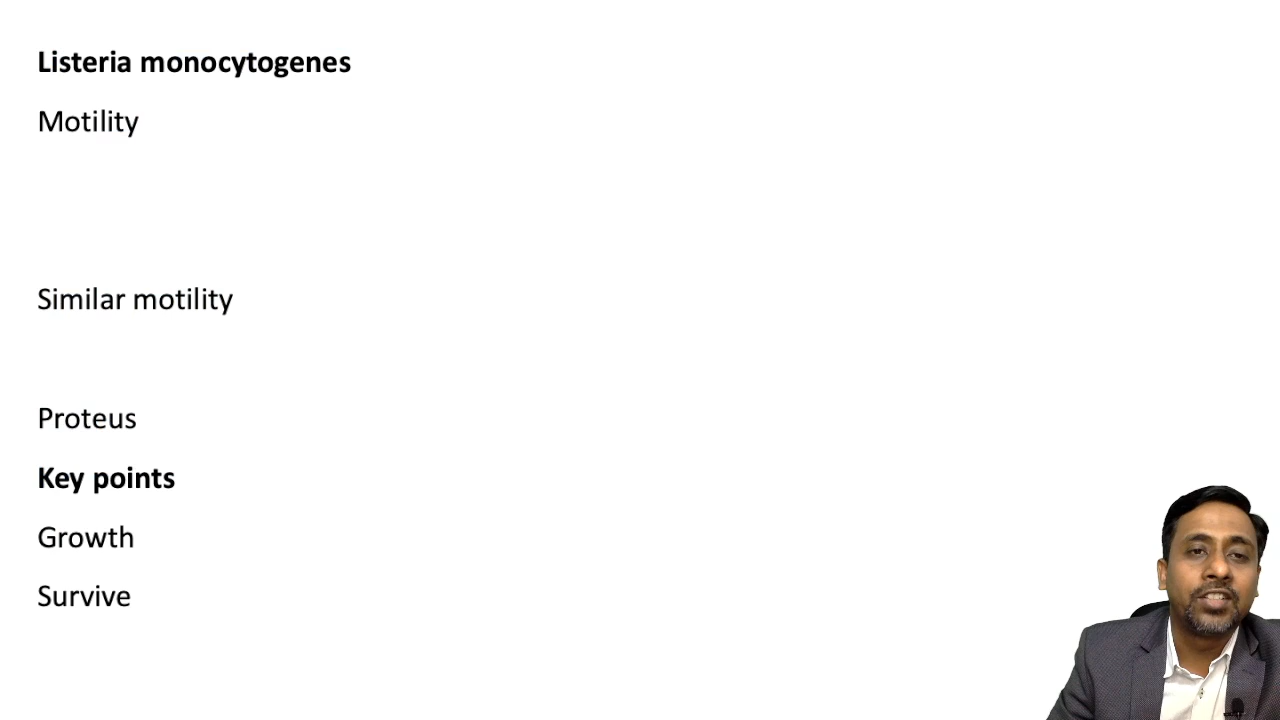 Listeria monocytogenes
Motility
Similar motility
Proteus
Key points
Growth
Survive